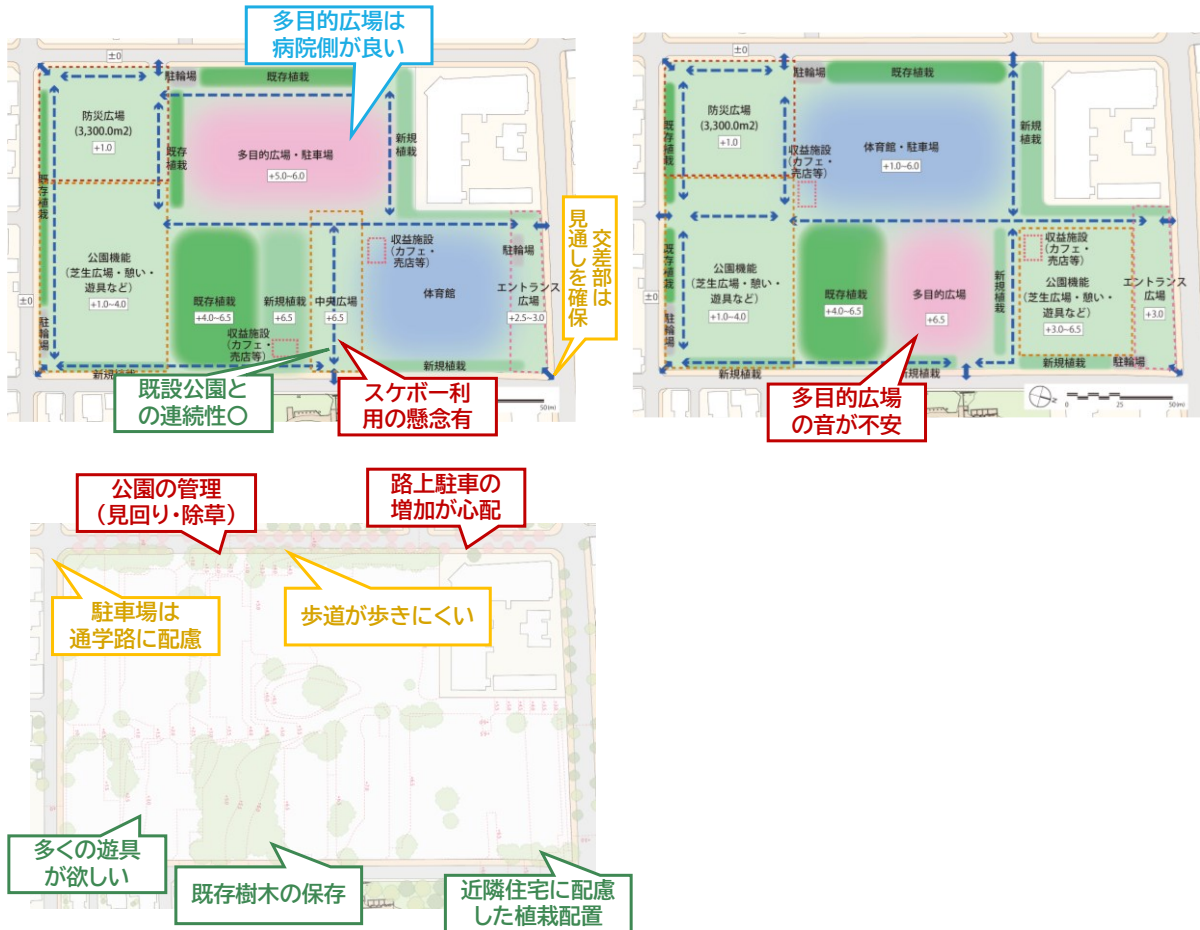 多目的広場は
病院側が良い
±0
駐輪場
既存植栽
防災広場
(3,300.0m2)
+1.0
既存
植栽
多目的広場・駐車場
+5.0~6.0
新規
植栽
既存植栽
公園機能
(芝生広場・憩い・
遊具など)
+1.0~4.0
±0
駐輪場
既存植栽
+4.0~6.5
新規植栽
+6.5
中央広場
+6.5
収益施設
(カフェ・
売店等)
収益施設
(カフェ・
売店等)
体育館
駐輪場
エントランス
広場
+2.5~3.0
新規植栽
新規植栽
交差部は
見通しを確保
既設公園と
の連続性〇
スケボー利
用の懸念有
50(m)
±0
駐輪場
既存植栽
防災広場
(3,300.0m2)
+1.0
既存植栽
収益施設
(カフェ・
売店等)
体育館・駐車場
+1.0~6.0
新規
植栽
±0
既存植栽
公園機能
(芝生広場・憩い・
遊具など)
+1.0~4.0
既存植栽
+4.0~6.5
多目的広場
+6.5
新規植栽
収益施設
(カフェ・
売店等)
公園機能
(芝生広場・憩い・
遊具など)
+3.0~6.5
エントランス
広場
+3.0
新規植栽
駐輪場
新規植栽
新規植栽
多目的広場
の音が不安
N
0
25
50(m)
公園の管理
(見回り・除草)
路上駐車の
増加が心配
駐車場は
通学路に配慮
歩道が歩きにくい
多くの遊具
が欲しい
既存樹木の保存
近隣住宅に配慮
した植栽配置